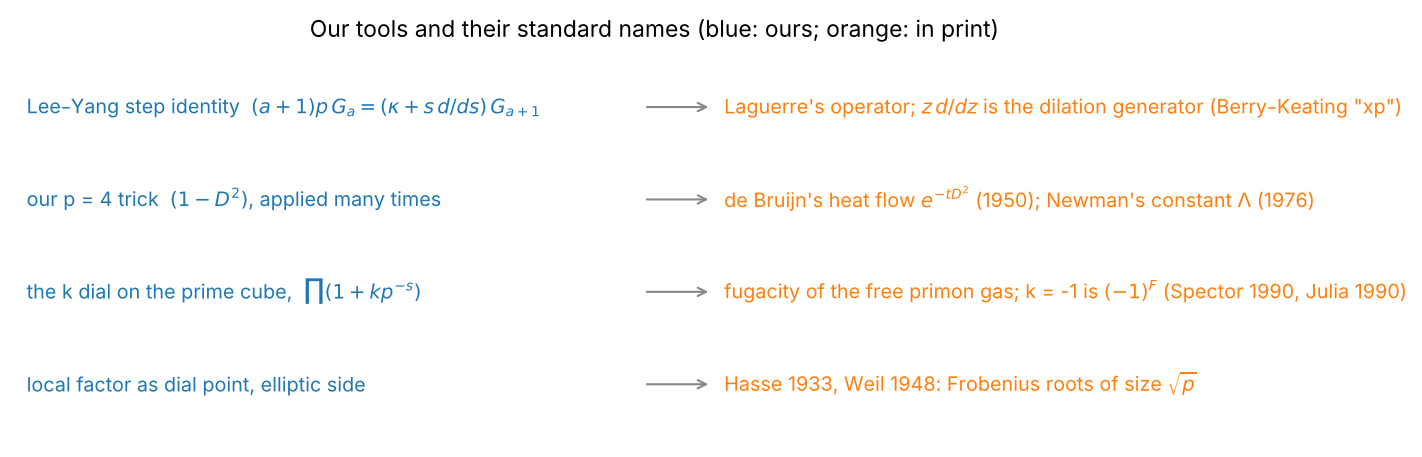 Our tools and their standard names (blue: ours; orange: in print)
Lee–Yang step identity (a + 1)p G_a = (κ + s d/ds) G_{a+1} → Laguerre's operator; z d/dz is the dilation generator (Berry–Keating "xp")
our p = 4 trick (1 − D²), applied many times → de Bruijn's heat flow e^{−tD²} (1950); Newman's constant Λ (1976)
the k dial on the prime cube, ∏(1 + kp^{−s}) → fugacity of the free primon gas; k = -1 is (−1)^F (Spector 1990, Julia 1990)
local factor as dial point, elliptic side → Hasse 1933, Weil 1948: Frobenius roots of size √p